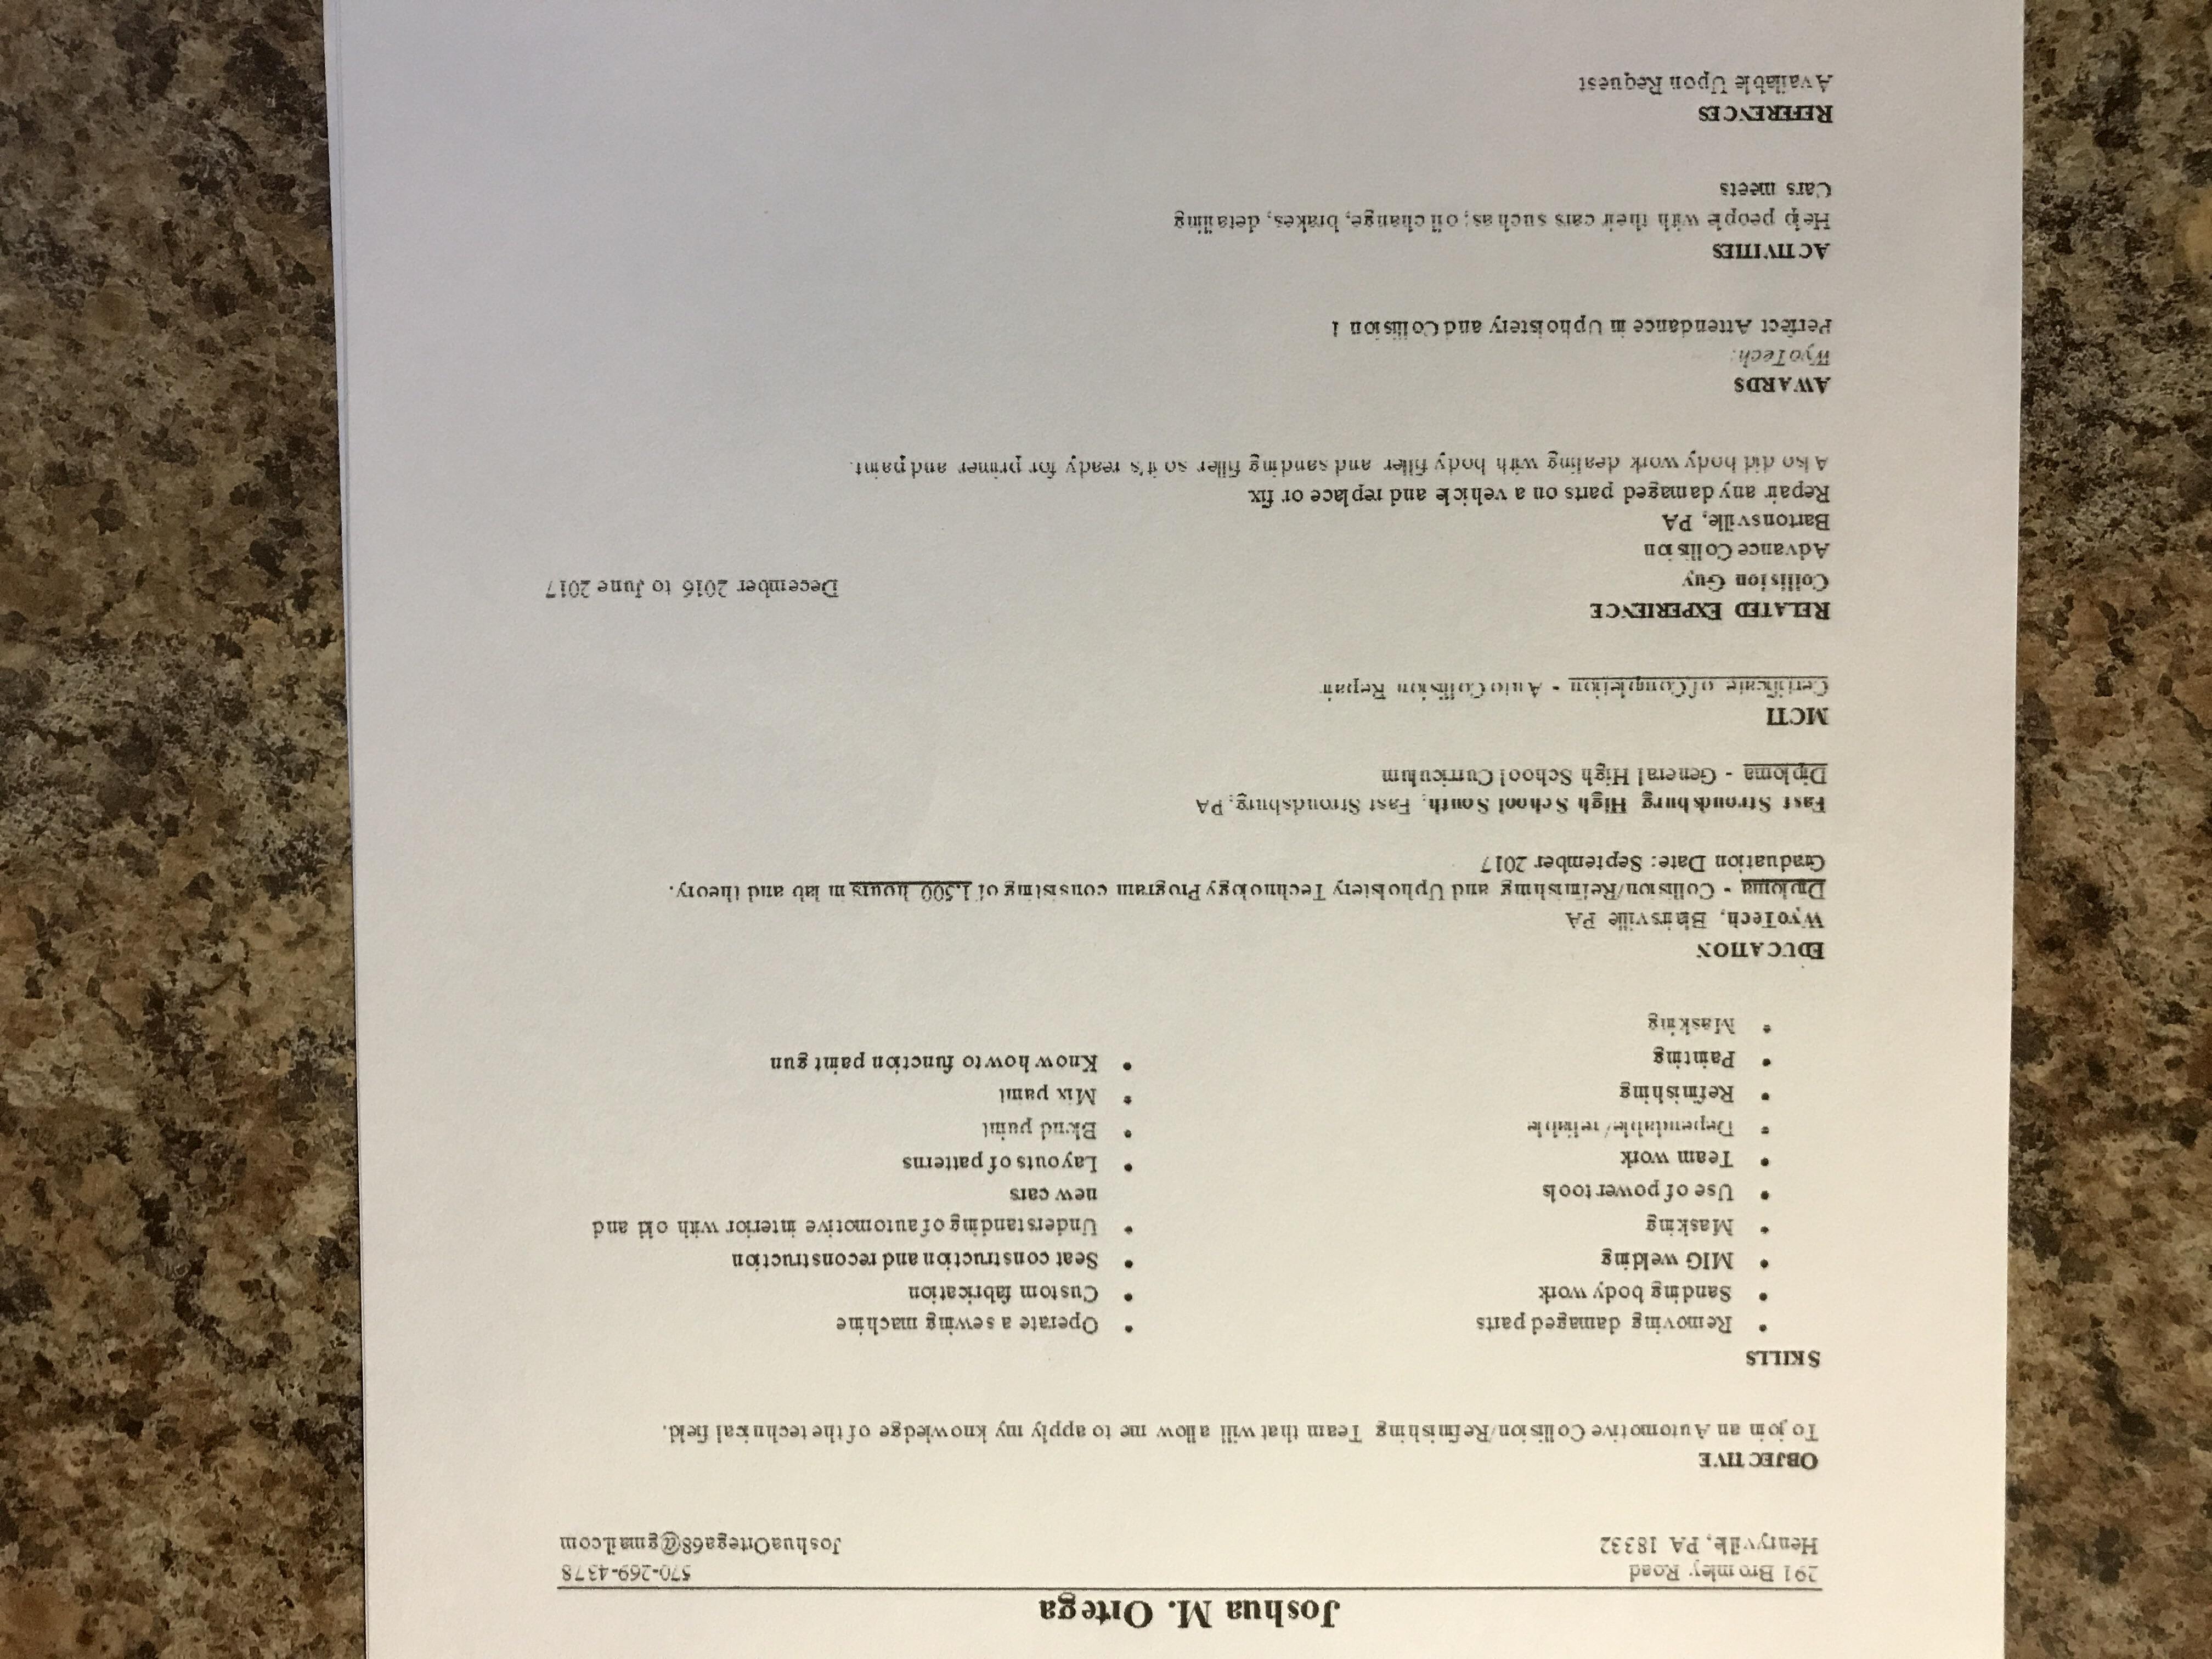 Joshua M. Ortega
291 Bromley Road 570-269-4378
Henryville, PA 18332 JoshuaOrtega68@gmail.com
OBJECTIVE
To join an Automotive Collision/Refinishing Team that will allow me to apply my knowledge of the technical field.
SKILLS
• Removing damaged parts
• Sanding body work
• MIG welding
• Masking
• Use of power tools
• Team work
• Dependable/reliable
• Refinishing
• Painting
• Masking
• Operate a sewing machine
• Custom fabrication
• Seat construction and reconstruction
• Understanding of automotive interior with old and
new cars
• Layouts of patterns
• Blend paint
• Mix paint
• Know how to function paint gun
EDUCATION
WyoTech, Blairsville PA
Diploma - Collision/Refinishing and Upholstery Technology Program consisting of 1,500 hours in lab and theory.
Graduation Date: September 2017
East Stroudsburg High School South, East Stroudsburg, PA
Diploma - General High School Curriculum
MCTI
Certificate of Completion - Auto Collision Repair
RELATED EXPERIENCE
Collision Guy December 2016 to June 2017
Advance Collision
Bartonsville, PA
Repair any damaged parts on a vehicle and replace or fix
Also did body work dealing with body filler and sanding filler so it's ready for primer and paint.
AWARDS
WyoTech:
Perfect Attendance in Upholstery and Collision 1
ACTIVITIES
Help people with their cars such as; oil change, brakes, detailing
Cars meets
REFERENCES
Available Upon Request